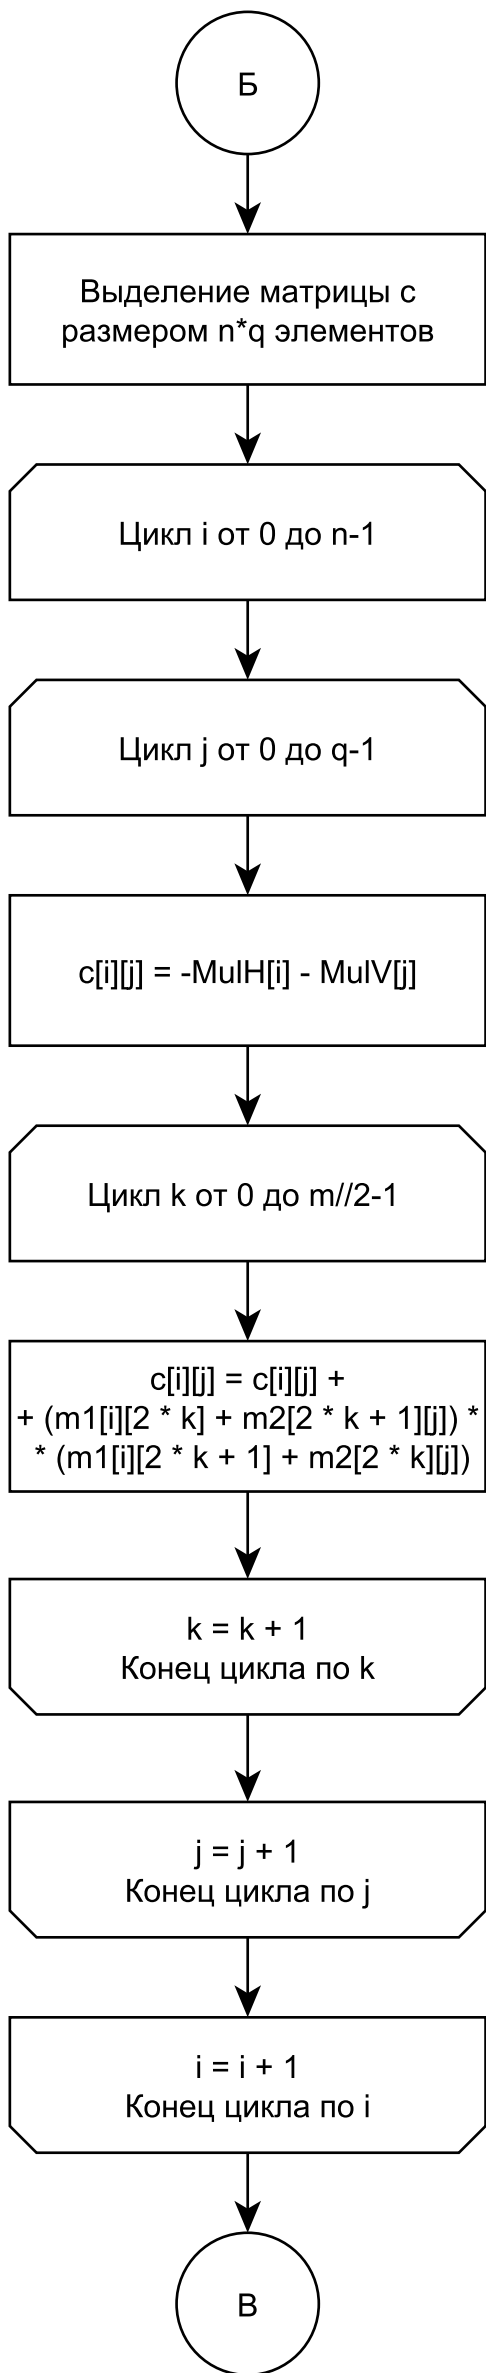 Б
Выделение матрицы с
размером n*q элементов
Цикл i от 0 до n-1
Цикл j от 0 до q-1
c[i][j] = -MulH[i] - MulV[j]
Цикл k от 0 до m//2-1
c[i][j] = c[i][j] +
+ (m1[i][2 * k] + m2[2 * k + 1][j]) *
* (m1[i][2 * k + 1] + m2[2 * k][j])
k = k + 1
Конец цикла по k
j = j + 1
Конец цикла по j
i = i + 1
Конец цикла по i
В